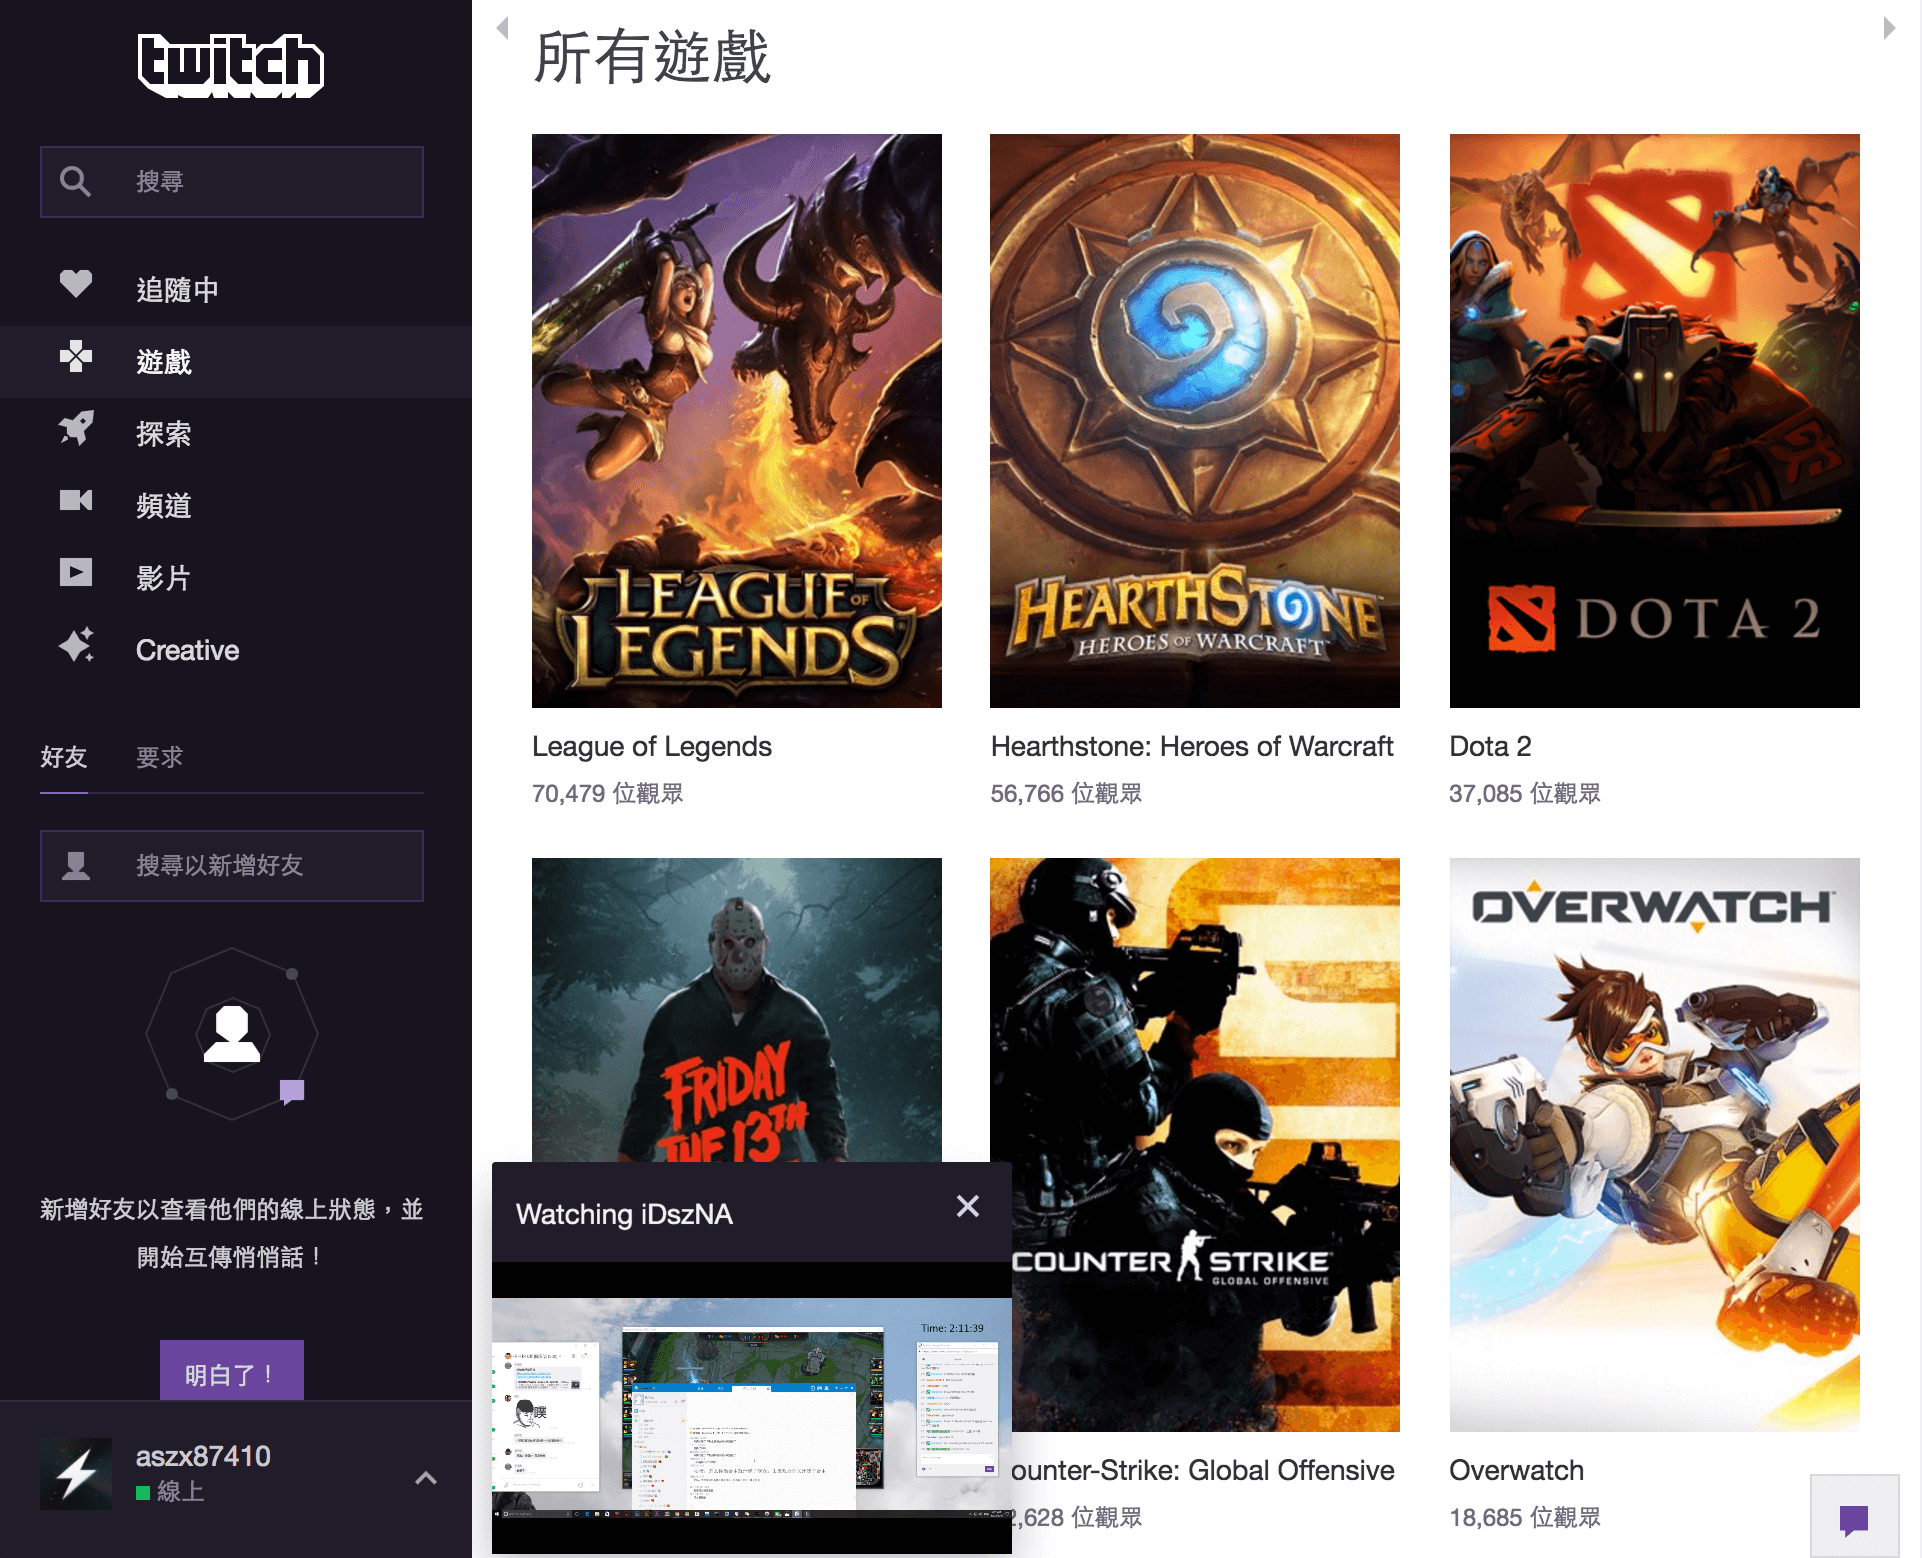 twitch
搜尋
追隨中
遊戲
探索
頻道
影片
Creative
好友
要求
搜尋以新增好友
新增好友以查看他們的線上狀態，並
開始互傳悄悄話！
明白了！
aszx87410
線上
所有遊戲
LEAGUE OF
LEGENDS
HEARTHSTONE
HEROES OF WARCRAFT
DOTA 2
League of Legends
70,479 位觀眾
Hearthstone: Heroes of Warcraft
56,766 位觀眾
Dota 2
37,085 位觀眾
FRIDAY
THE 13TH
COUNTER STRIKE
GLOBAL OFFENSIVE
OVERWATCH
Watching iDszNA
Time: 2:11:39
噗
ounter-Strike: Global Offensive
2,628 位觀眾
Overwatch
18,685 位觀眾